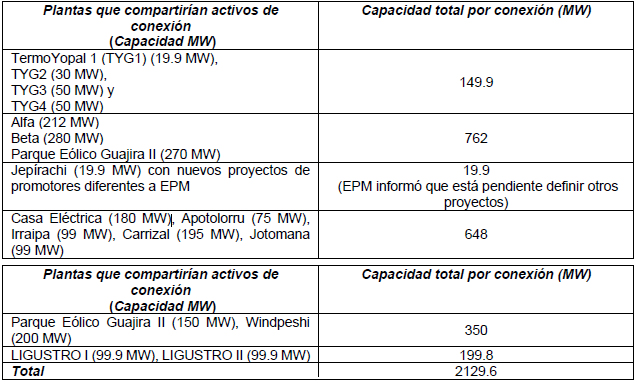 Plantas que compartirían activos de
conexión
(Capacidad MW)
Capacidad total por conexión (MW)
TermoYopal 1 (TYG1) (19.9 MW),
TYG2 (30 MW),
TYG3 (50 MW) y
TYG4 (50 MW)
149.9
Alfa (212 MW)
Beta (280 MW)
Parque Eólico Guajira II (270 MW)
762
Jepírachi (19.9 MW) con nuevos proyectos de
promotores diferentes a EPM
19.9
(EPM informó que está pendiente definir otros
proyectos)
Casa Eléctrica (180 MW), Apotolorru (75 MW),
Irraipa (99 MW), Carrizal (195 MW), Jotomana
(99 MW)
648
Plantas que compartirían activos de
conexión
(Capacidad MW)
Capacidad total por conexión (MW)
Parque Eólico Guajira II (150 MW), Windpeshi
(200 MW)
350
LIGUSTRO I (99.9 MW), LIGUSTRO II (99.9 MW)
199.8
Total
2129.6